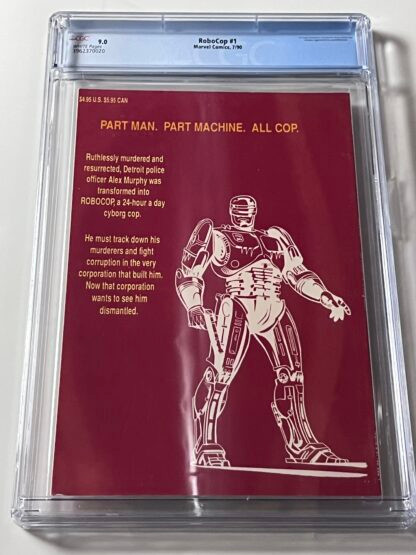 CGC
9.0
WHITE Pages
3962370020
RoboCop #1
Marvel Comics, 7/90
$4.95 U.S. $5.95 CAN
PART MAN. PART MACHINE. ALL COP.
Ruthlessly murdered and
resurrected, Detroit police
officer Alex Murphy was
transformed into
ROBOCOP, a 24-hour a day
cyborg cop.
He must track down his
murderers and fight
corruption in the very
corporation that built him.
Now that corporation
wants to see him
dismantled.